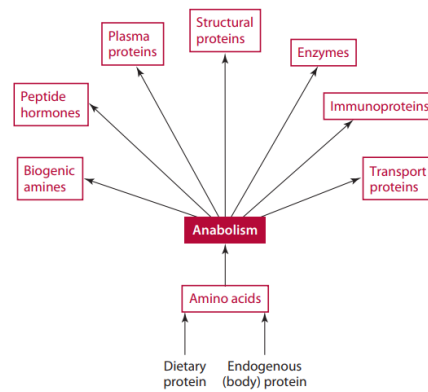 Structural
proteins
Plasma
proteins
Enzymes
Peptide
hormones
Immunoproteins
Biogenic
amines
Transport
proteins
Anabolism
Amino acids
Dietary
protein
Endogenous
(body) protein